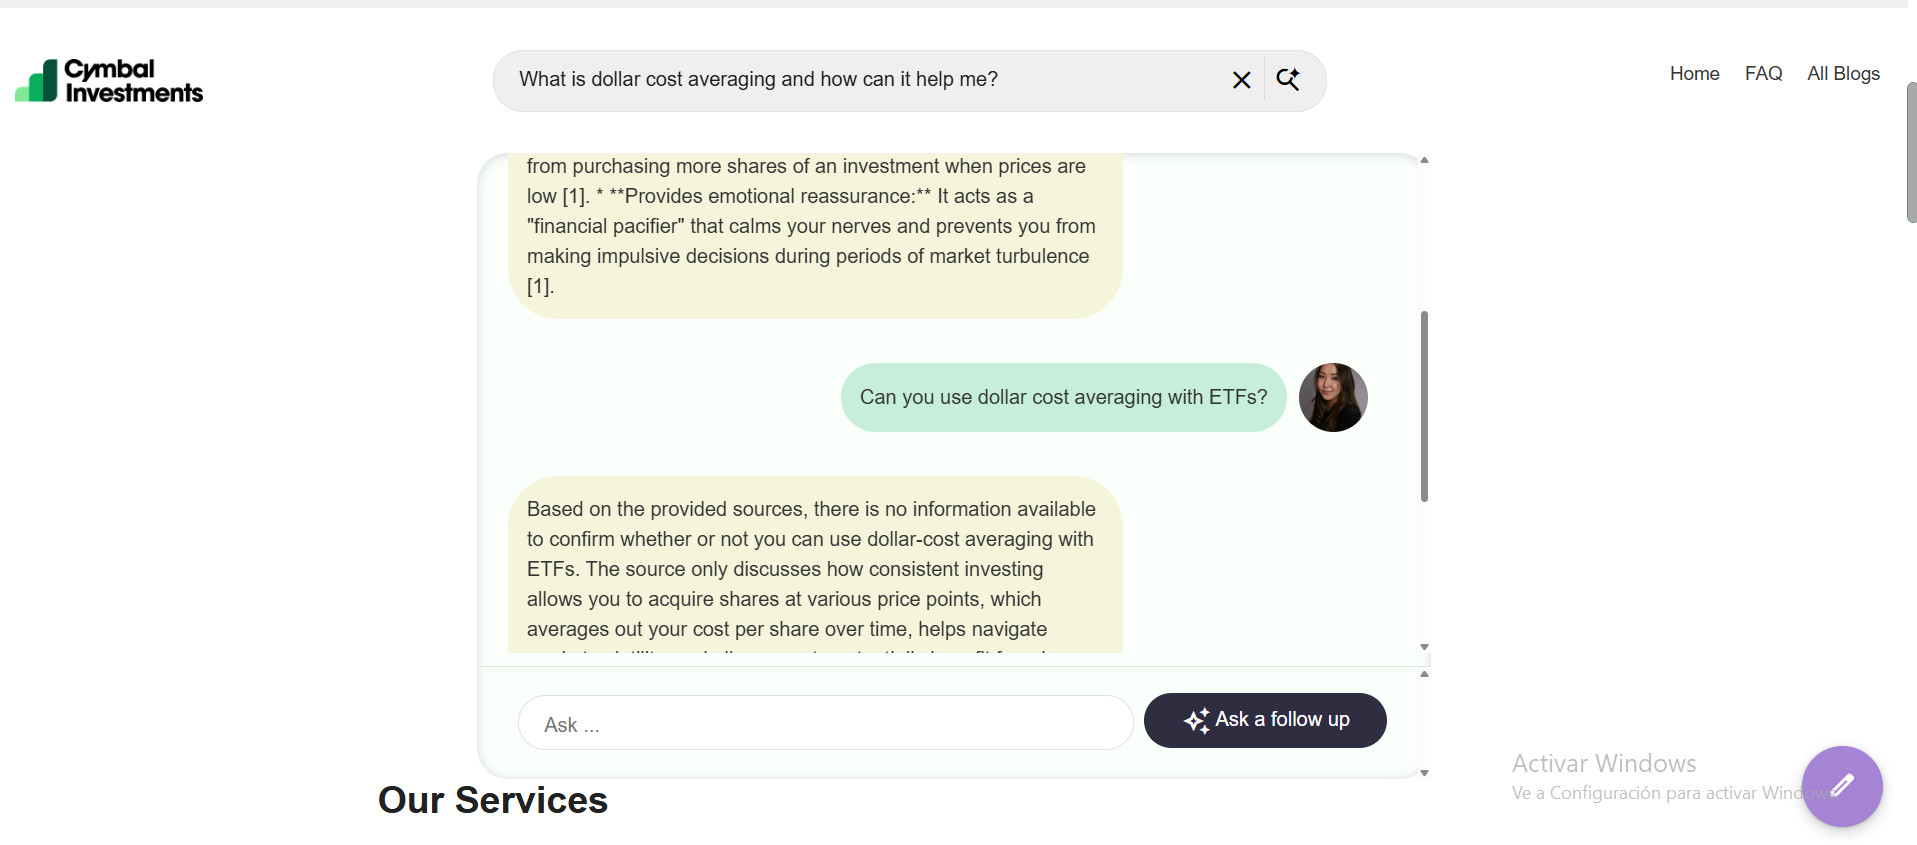 Cymbal
Investments
What is dollar cost averaging and how can it help me?
Home FAQ All Blogs
from purchasing more shares of an investment when prices are
low [1]. * **Provides emotional reassurance:** It acts as a
"financial pacifier" that calms your nerves and prevents you from
making impulsive decisions during periods of market turbulence
[1].
Can you use dollar cost averaging with ETFs?
Based on the provided sources, there is no information available
to confirm whether or not you can use dollar-cost averaging with
ETFs. The source only discusses how consistent investing
allows you to acquire shares at various price points, which
averages out your cost per share over time, helps navigate
Ask ...
Ask a follow up
Activar Windows
Ve a Configuración para activar Windows.
Our Services